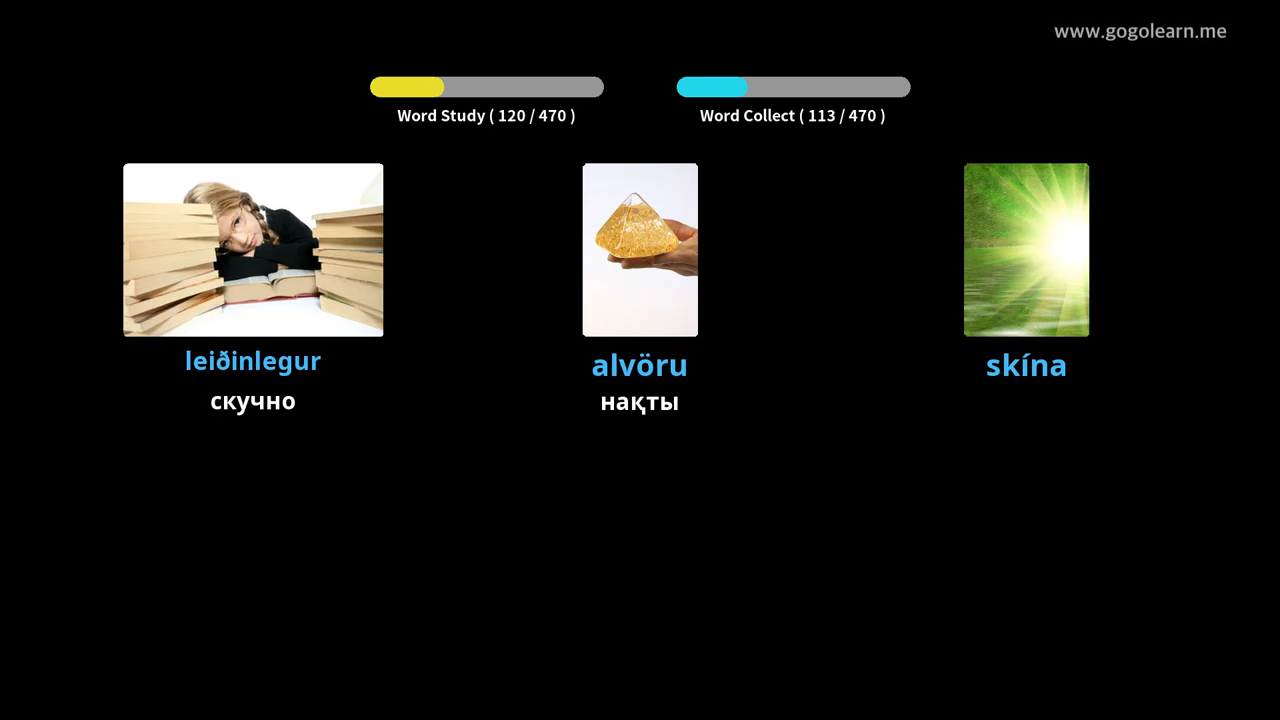 www.gogolearn.me
Word Study ( 120 / 470 )
Word Collect ( 113 / 470 )
leiðinlegur
скучно
alvöru
нақты
skína